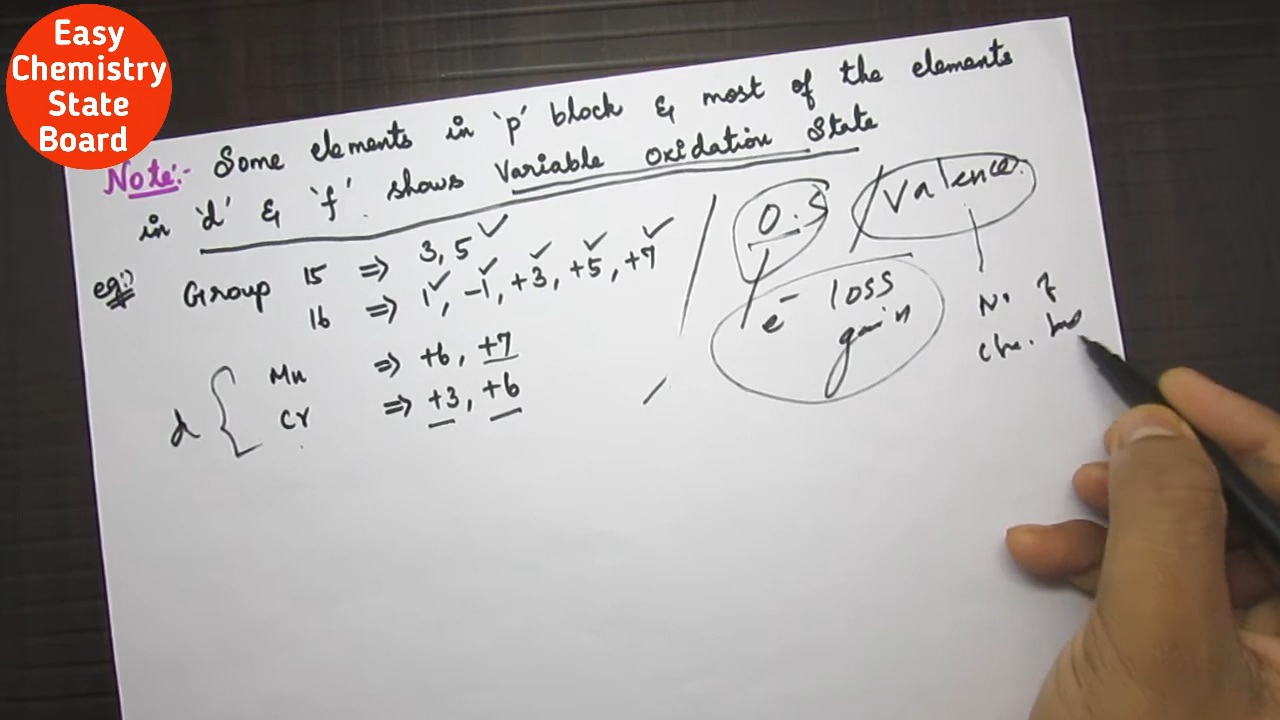 Easy
Chemistry
State
Board
Note:- Some elements in 'p' block & most of the elements
in 'd' & 'f' shows Variable Oxidation State
eg:) Group 15 ⇒ 3, 5 ✓
16 ⇒ 1 ✓, -1 ✓, +3 ✓, +5 ✓, +7 ✓
d { Mn ⇒ +6, +7
Cr ⇒ +3, +6
/ O.S / Valence
e⁻ loss
gain
No. of
Che.